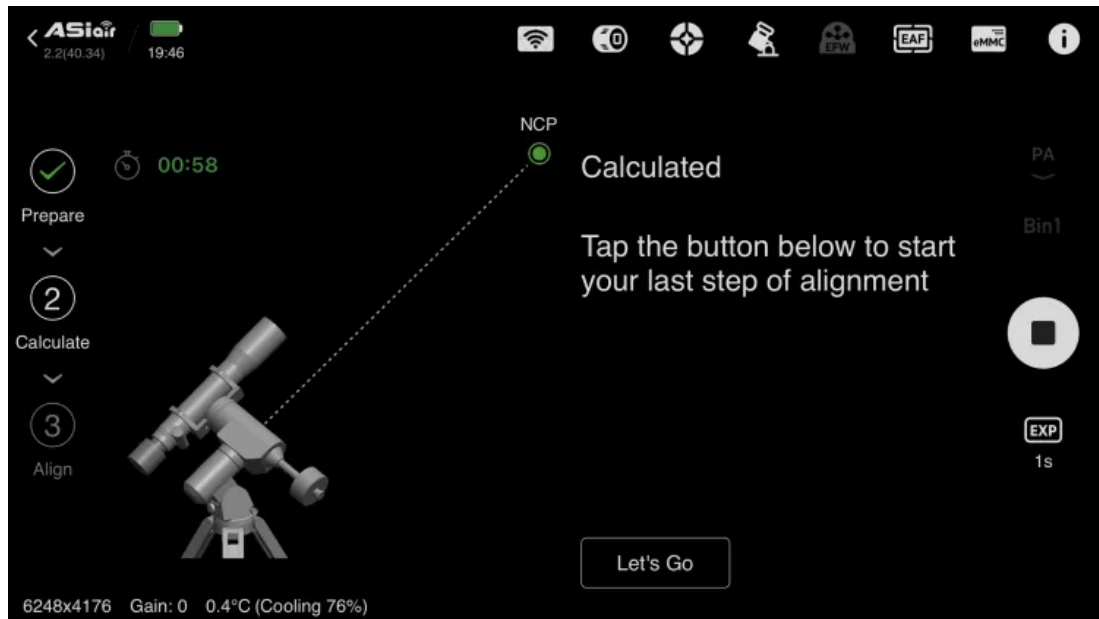 ASiair
2.2(40.34)
19:46
EFW
EAF
eMMC
NCP
00:58
Prepare
2
Calculate
3
Align
Calculated
Tap the button below to start
your last step of alignment
Let's Go
PA
Bin1
EXP
1s
6248x4176 Gain: 0 0.4°C (Cooling 76%)